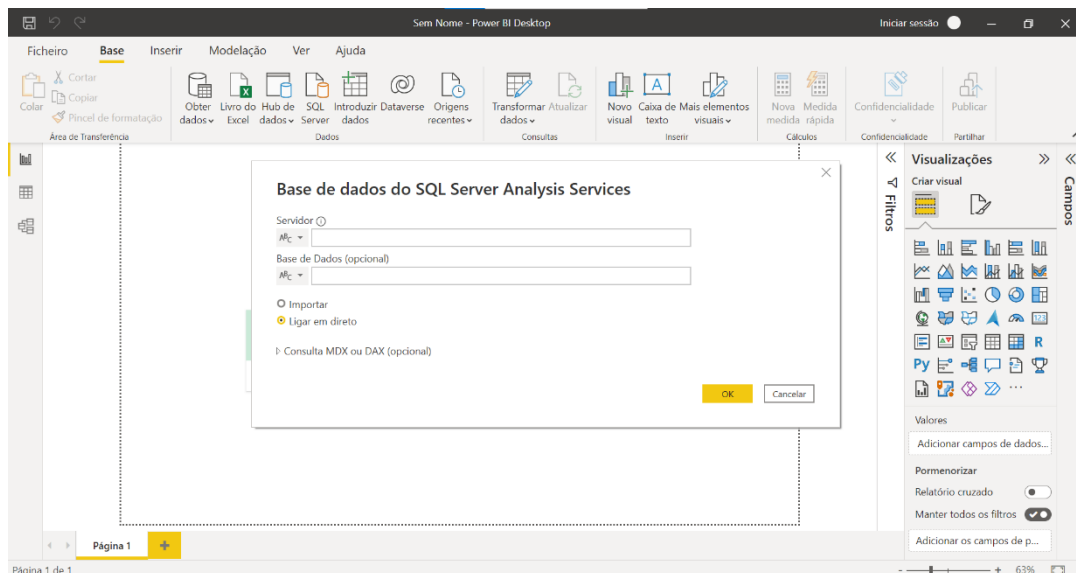 Sem Nome - Power BI Desktop
Iniciar sessão
Ficheiro Base Inserir Modelação Ver Ajuda
Colar
Cortar
Copiar
Pincel de formatação
Área de Transferência
Obter dados
Livro do Excel
Hub de dados
SQL Server
Introduzir dados
Dataverse
Origens recentes
Dados
Transformar dados
Atualizar
Consultas
Novo visual
Caixa de texto
Mais elementos visuais
Inserir
Nova medida
Medida rápida
Cálculos
Confidencialidade
Confidencialidade
Publicar
Partilhar
Base de dados do SQL Server Analysis Services
Servidor
ABC
Base de Dados (opcional)
ABC
Importar
Ligar em direto
Consulta MDX ou DAX (opcional)
OK
Cancelar
Filtros
Visualizações
Criar visual
123
R
Py
Valores
Adicionar campos de dados...
Pormenorizar
Relatório cruzado
Manter todos os filtros
Adicionar os campos de p...
Campos
Página 1
Página 1 de 1
63%